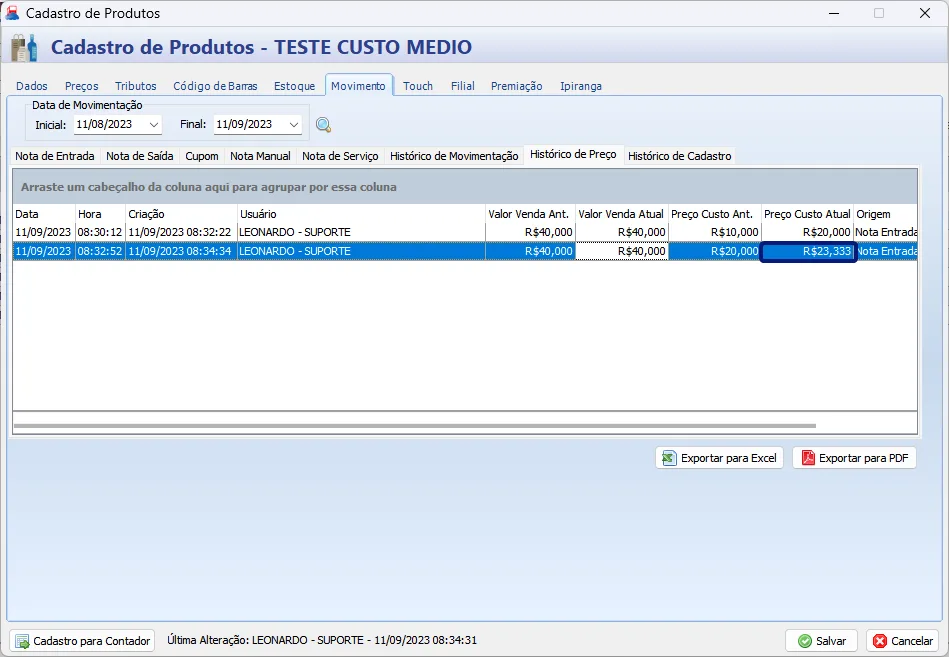 Cadastro de Produtos
Cadastro de Produtos - TESTE CUSTO MEDIO
Dados Preços Tributos Código de Barras Estoque Movimento Touch Filial Premiação Ipiranga
Data de Movimentação
Inicial: 11/08/2023 Final: 11/09/2023
Nota de Entrada Nota de Saída Cupom Nota Manual Nota de Serviço Histórico de Movimentação Histórico de Preço Histórico de Cadastro
Arraste um cabeçalho da coluna aqui para agrupar por essa coluna
Data Hora Criação Usuário Valor Venda Ant. Valor Venda Atual Preço Custo Ant. Preço Custo Atual Origem
11/09/2023 08:30:12 11/09/2023 08:32:22 LEONARDO - SUPORTE R$40,000 R$40,000 R$10,000 R$20,000 Nota Entrada
11/09/2023 08:32:52 11/09/2023 08:34:34 LEONARDO - SUPORTE R$40,000 R$40,000 R$20,000 R$23,333 Nota Entrada
Exportar para Excel Exportar para PDF
Cadastro para Contador Última Alteração: LEONARDO - SUPORTE - 11/09/2023 08:34:31 Salvar Cancelar